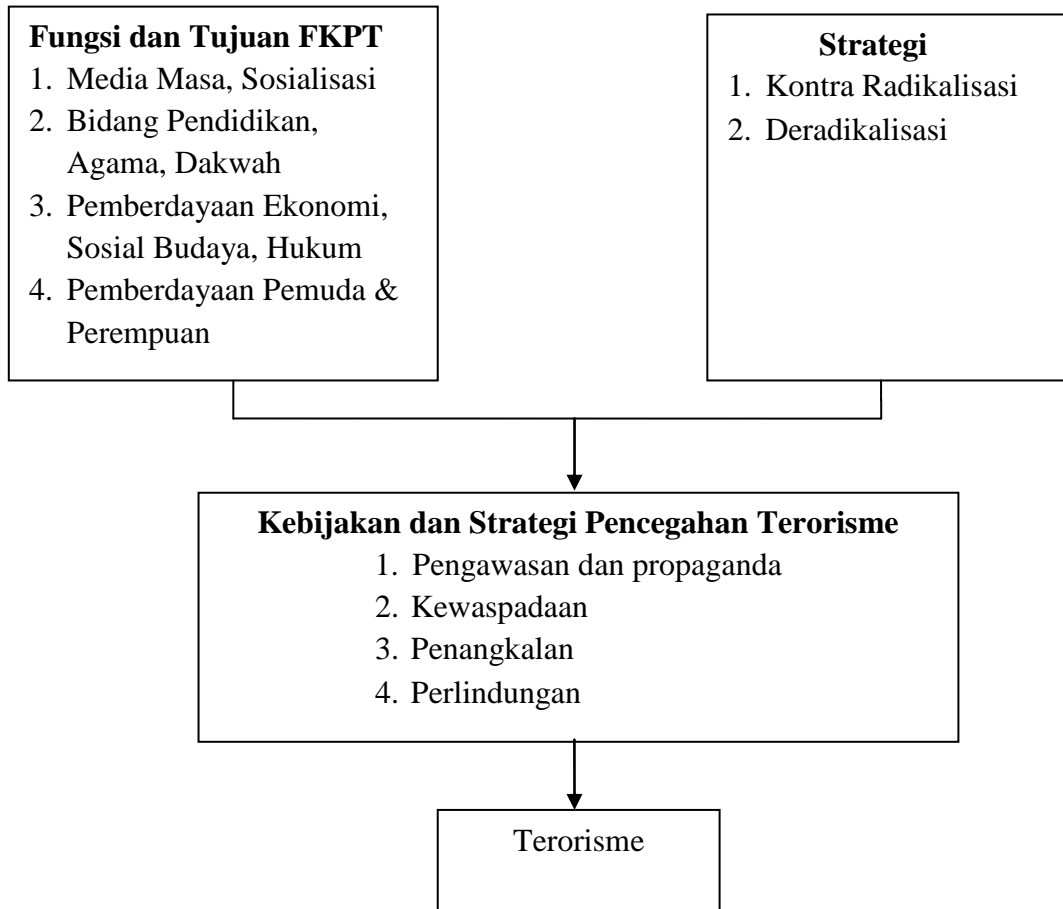 Fungsi dan Tujuan FKPT
1. Media Masa, Sosialisasi
2. Bidang Pendidikan,
Agama, Dakwah
3. Pemberdayaan Ekonomi,
Sosial Budaya, Hukum
4. Pemberdayaan Pemuda &
Perempuan
Strategi
1. Kontra Radikalisasi
2. Deradikalisasi
Kebijakan dan Strategi Pencegahan Terorisme
1. Pengawasan dan propaganda
2. Kewaspadaan
3. Penangkalan
4. Perlindungan
Terorisme